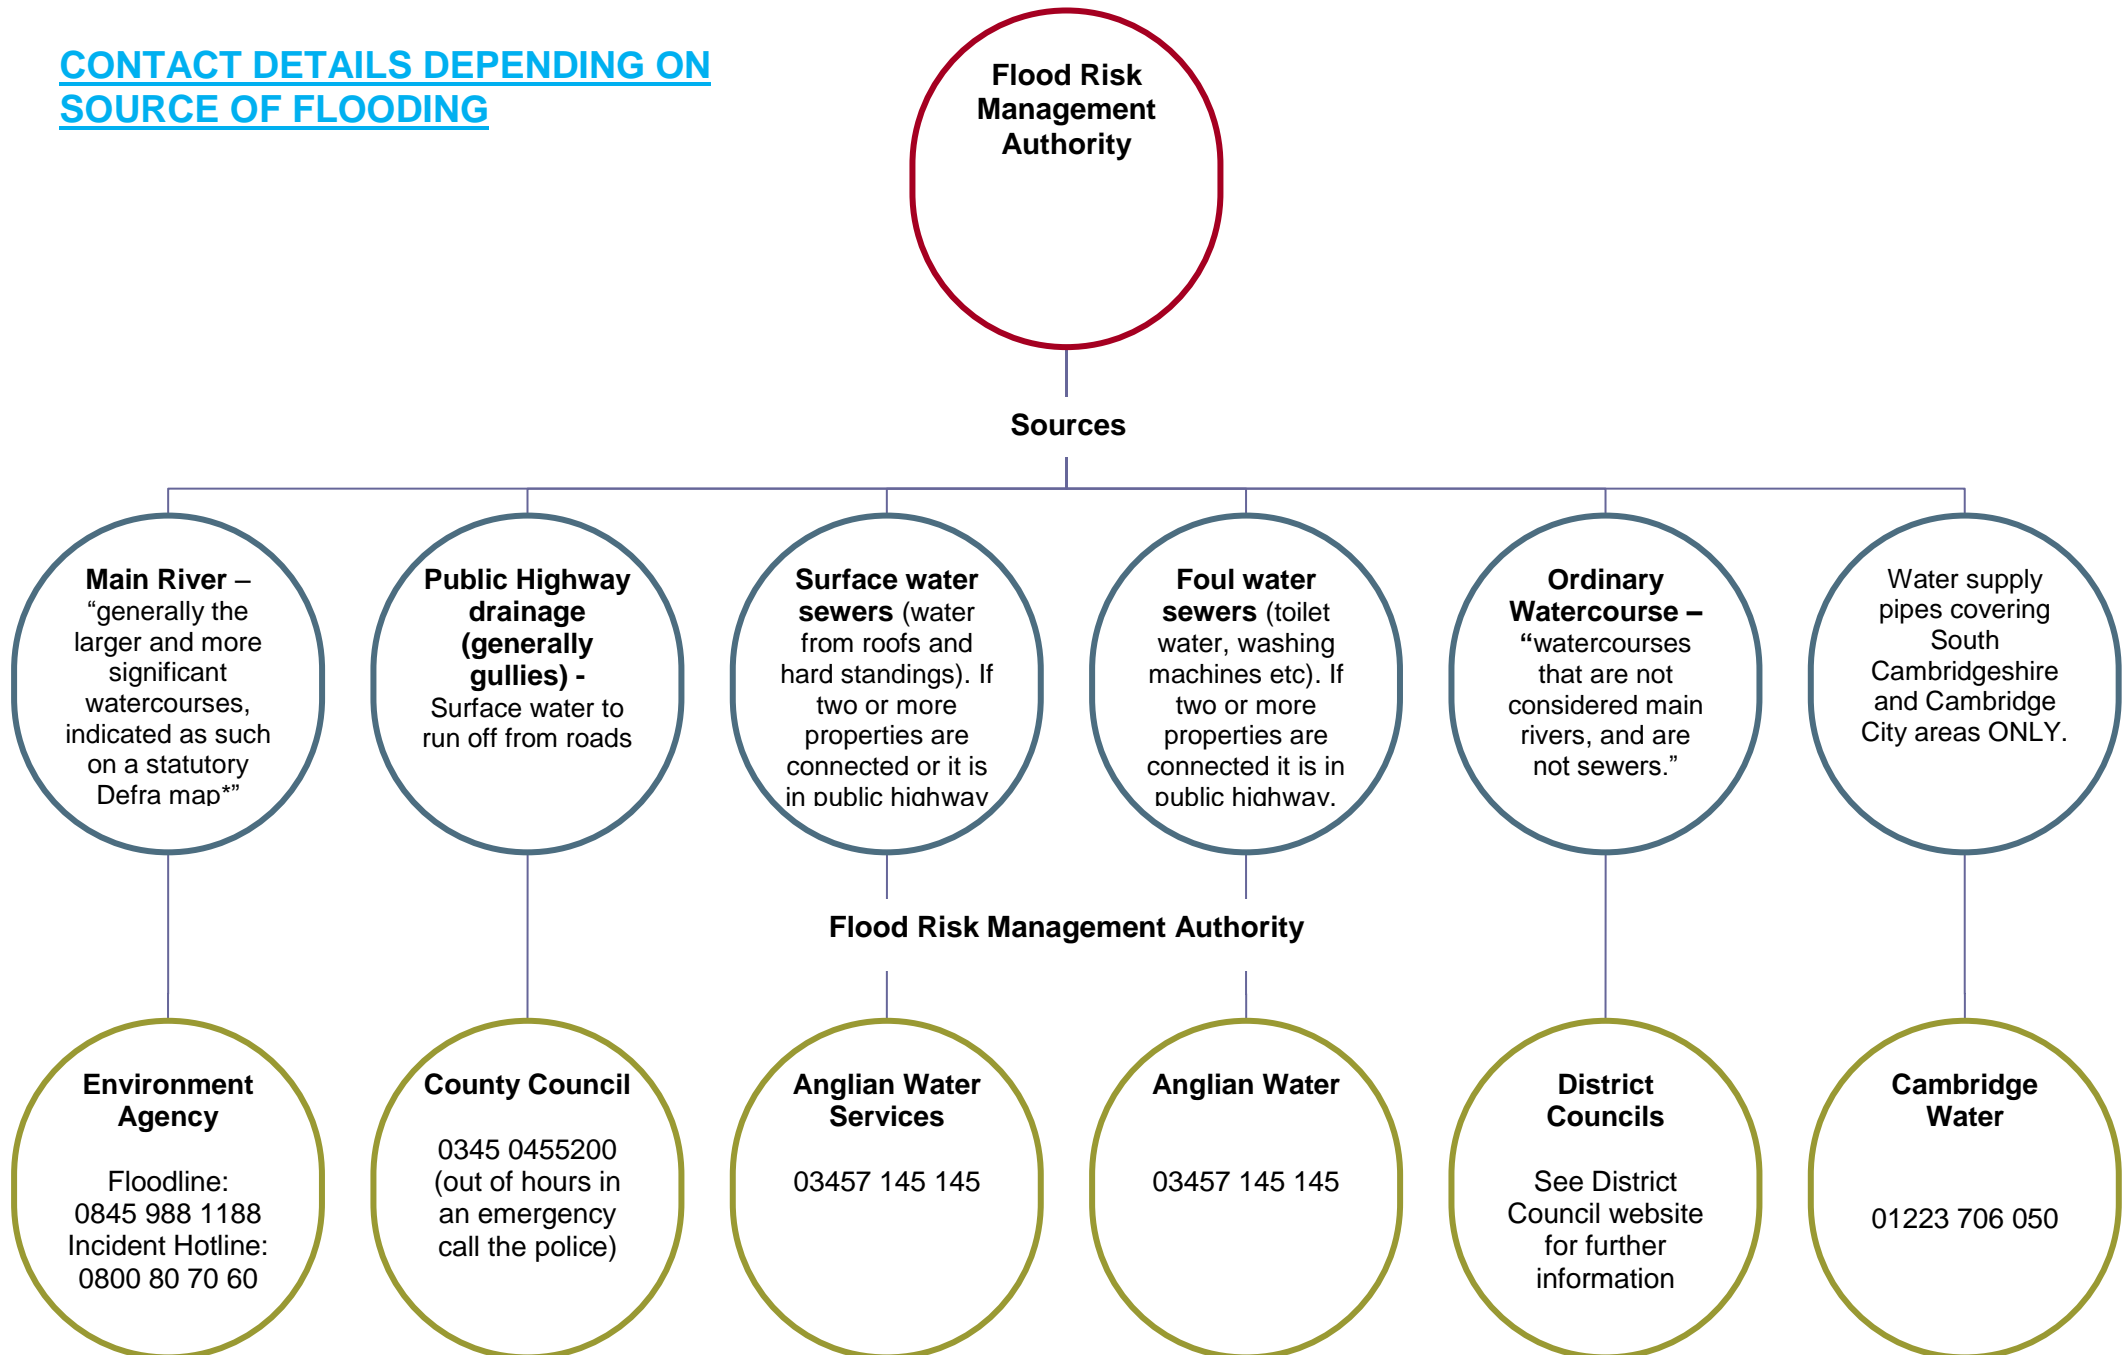 CONTACT DETAILS DEPENDING ON
SOURCE OF FLOODING
Flood Risk
Management
Authority
Sources
Main River –
“generally the
larger and more
significant
watercourses,
indicated as such
on a statutory
Defra map*”
Public Highway
drainage
(generally
gullies) -
Surface water to
run off from roads
Surface water
sewers (water
from roofs and
hard standings). If
two or more
properties are
connected or it is
in public highway
Foul water
sewers (toilet
water, washing
machines etc). If
two or more
properties are
connected it is in
public highway.
Ordinary
Watercourse –
“watercourses
that are not
considered main
rivers, and are
not sewers.”
Water supply
pipes covering
South
Cambridgeshire
and Cambridge
City areas ONLY.
Flood Risk Management Authority
Environment
Agency
Floodline:
0845 988 1188
Incident Hotline:
0800 80 70 60
County Council
0345 0455200
(out of hours in
an emergency
call the police)
Anglian Water
Services
03457 145 145
Anglian Water
03457 145 145
District
Councils
See District
Council website
for further
information
Cambridge
Water
01223 706 050